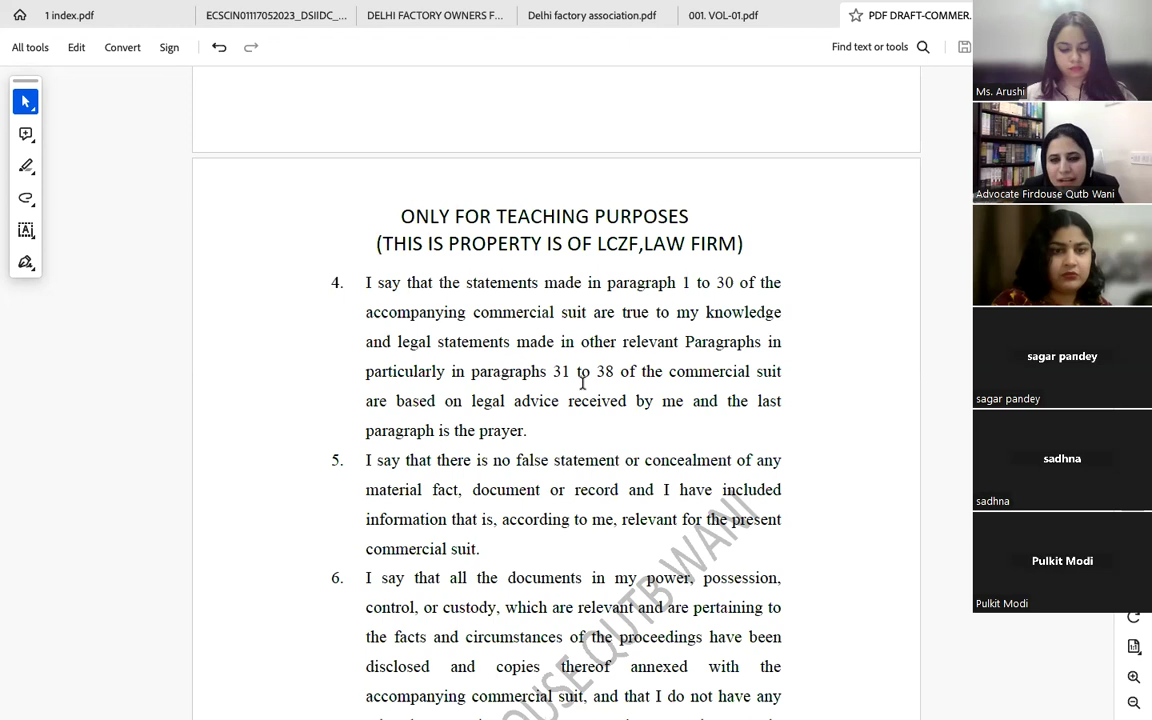 1 index.pdf
ECSCIN01117052023_DSIIDC_...
DELHI FACTORY OWNERS F...
Delhi factory association.pdf
001. VOL-01.pdf
PDF DRAFT-COMMER.
All tools
Edit
Convert
Sign
Find text or tools
ONLY FOR TEACHING PURPOSES
(THIS IS PROPERTY IS OF LCZF,LAW FIRM)
4. I say that the statements made in paragraph 1 to 30 of the
accompanying commercial suit are true to my knowledge
and legal statements made in other relevant Paragraphs in
particularly in paragraphs 31 to 38 of the commercial suit
are based on legal advice received by me and the last
paragraph is the prayer.
5. I say that there is no false statement or concealment of any
material fact, document or record and I have included
information that is, according to me, relevant for the present
commercial suit.
6. I say that all the documents in my power, possession,
control, or custody, which are relevant and are pertaining to
the facts and circumstances of the proceedings have been
disclosed and copies thereof annexed with the
accompanying commercial suit, and that I do not have any
OUSE QUTB WANI
Ms. Arushi
Advocate Firdouse Qutb Wani
sagar pandey
sagar pandey
sadhna
sadhna
Pulkit Modi
Pulkit Modi